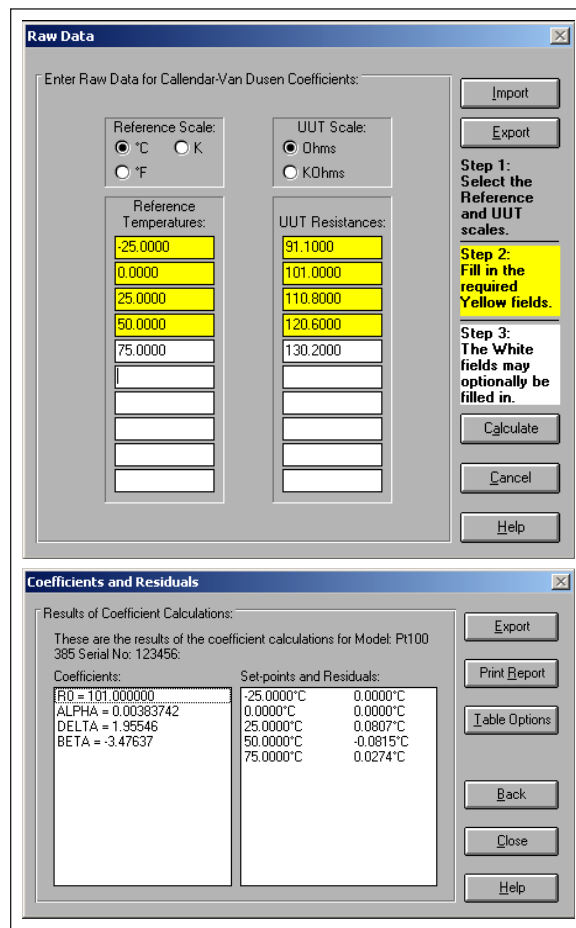 Raw Data
Enter Raw Data for Callendar-Van Dusen Coefficients:
Reference Scale:
°C
K
°F
UUT Scale:
Ohms
KOhms
Reference
Temperatures:
-25.0000
0.0000
25.0000
50.0000
75.0000
UUT Resistances:
91.1000
101.0000
110.8000
120.6000
130.2000
Import
Export
Step 1:
Select the
Reference
and UUT
scales.
Step 2:
Fill in the
required
Yellow fields.
Step 3:
The White
fields may
optionally be
filled in.
Calculate
Cancel
Help
Coefficients and Residuals
Results of Coefficient Calculations:
These are the results of the coefficient calculations for Model: Pt100
385 Serial No: 123456:
Coefficients:
R0 = 101.000000
ALPHA = 0.00383742
DELTA = 1.95546
BETA = -3.47637
Set-points and Residuals:
-25.0000°C 0.0000°C
0.0000°C 0.0000°C
25.0000°C 0.0807°C
50.0000°C -0.0815°C
75.0000°C 0.0274°C
Export
Print Report
Table Options
Back
Close
Help